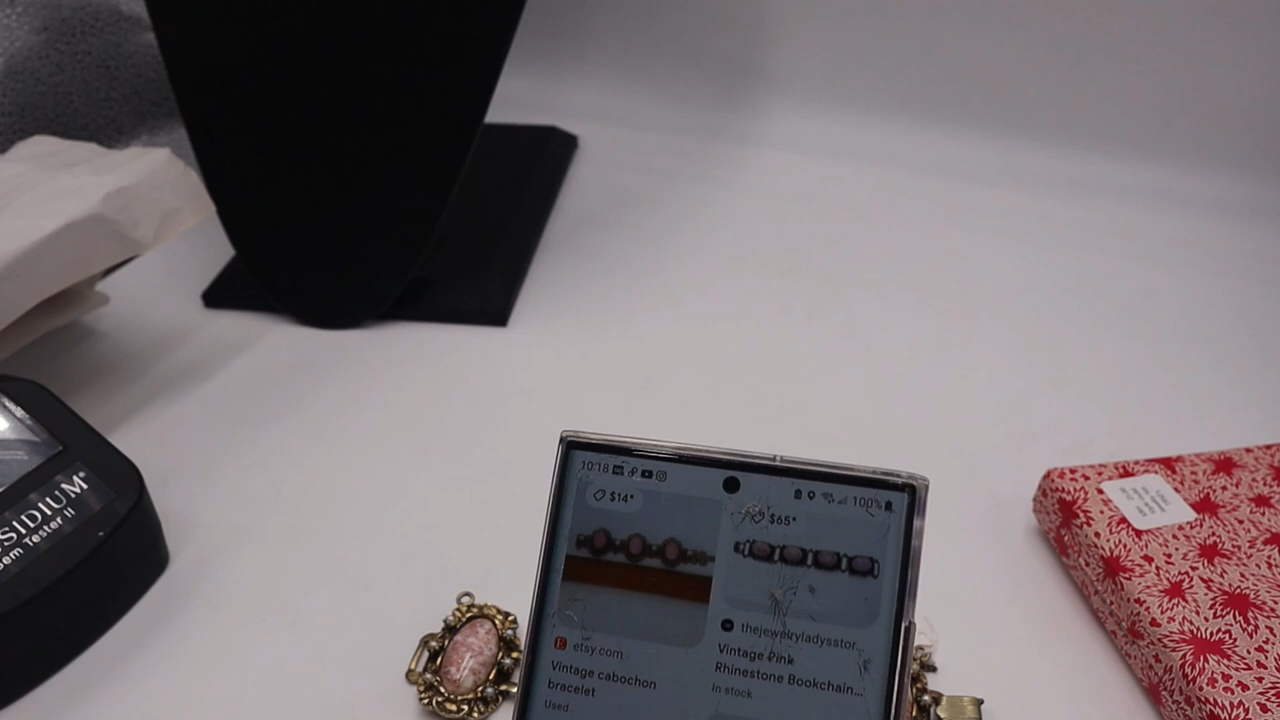 10:18
100%
$14*
$65*
etsy.com
Vintage cabochon
bracelet
Used
thejewelryladysstor...
Vintage Pink
Rhinestone Bookchain...
In stock
SIDIUM®
Gem Tester II